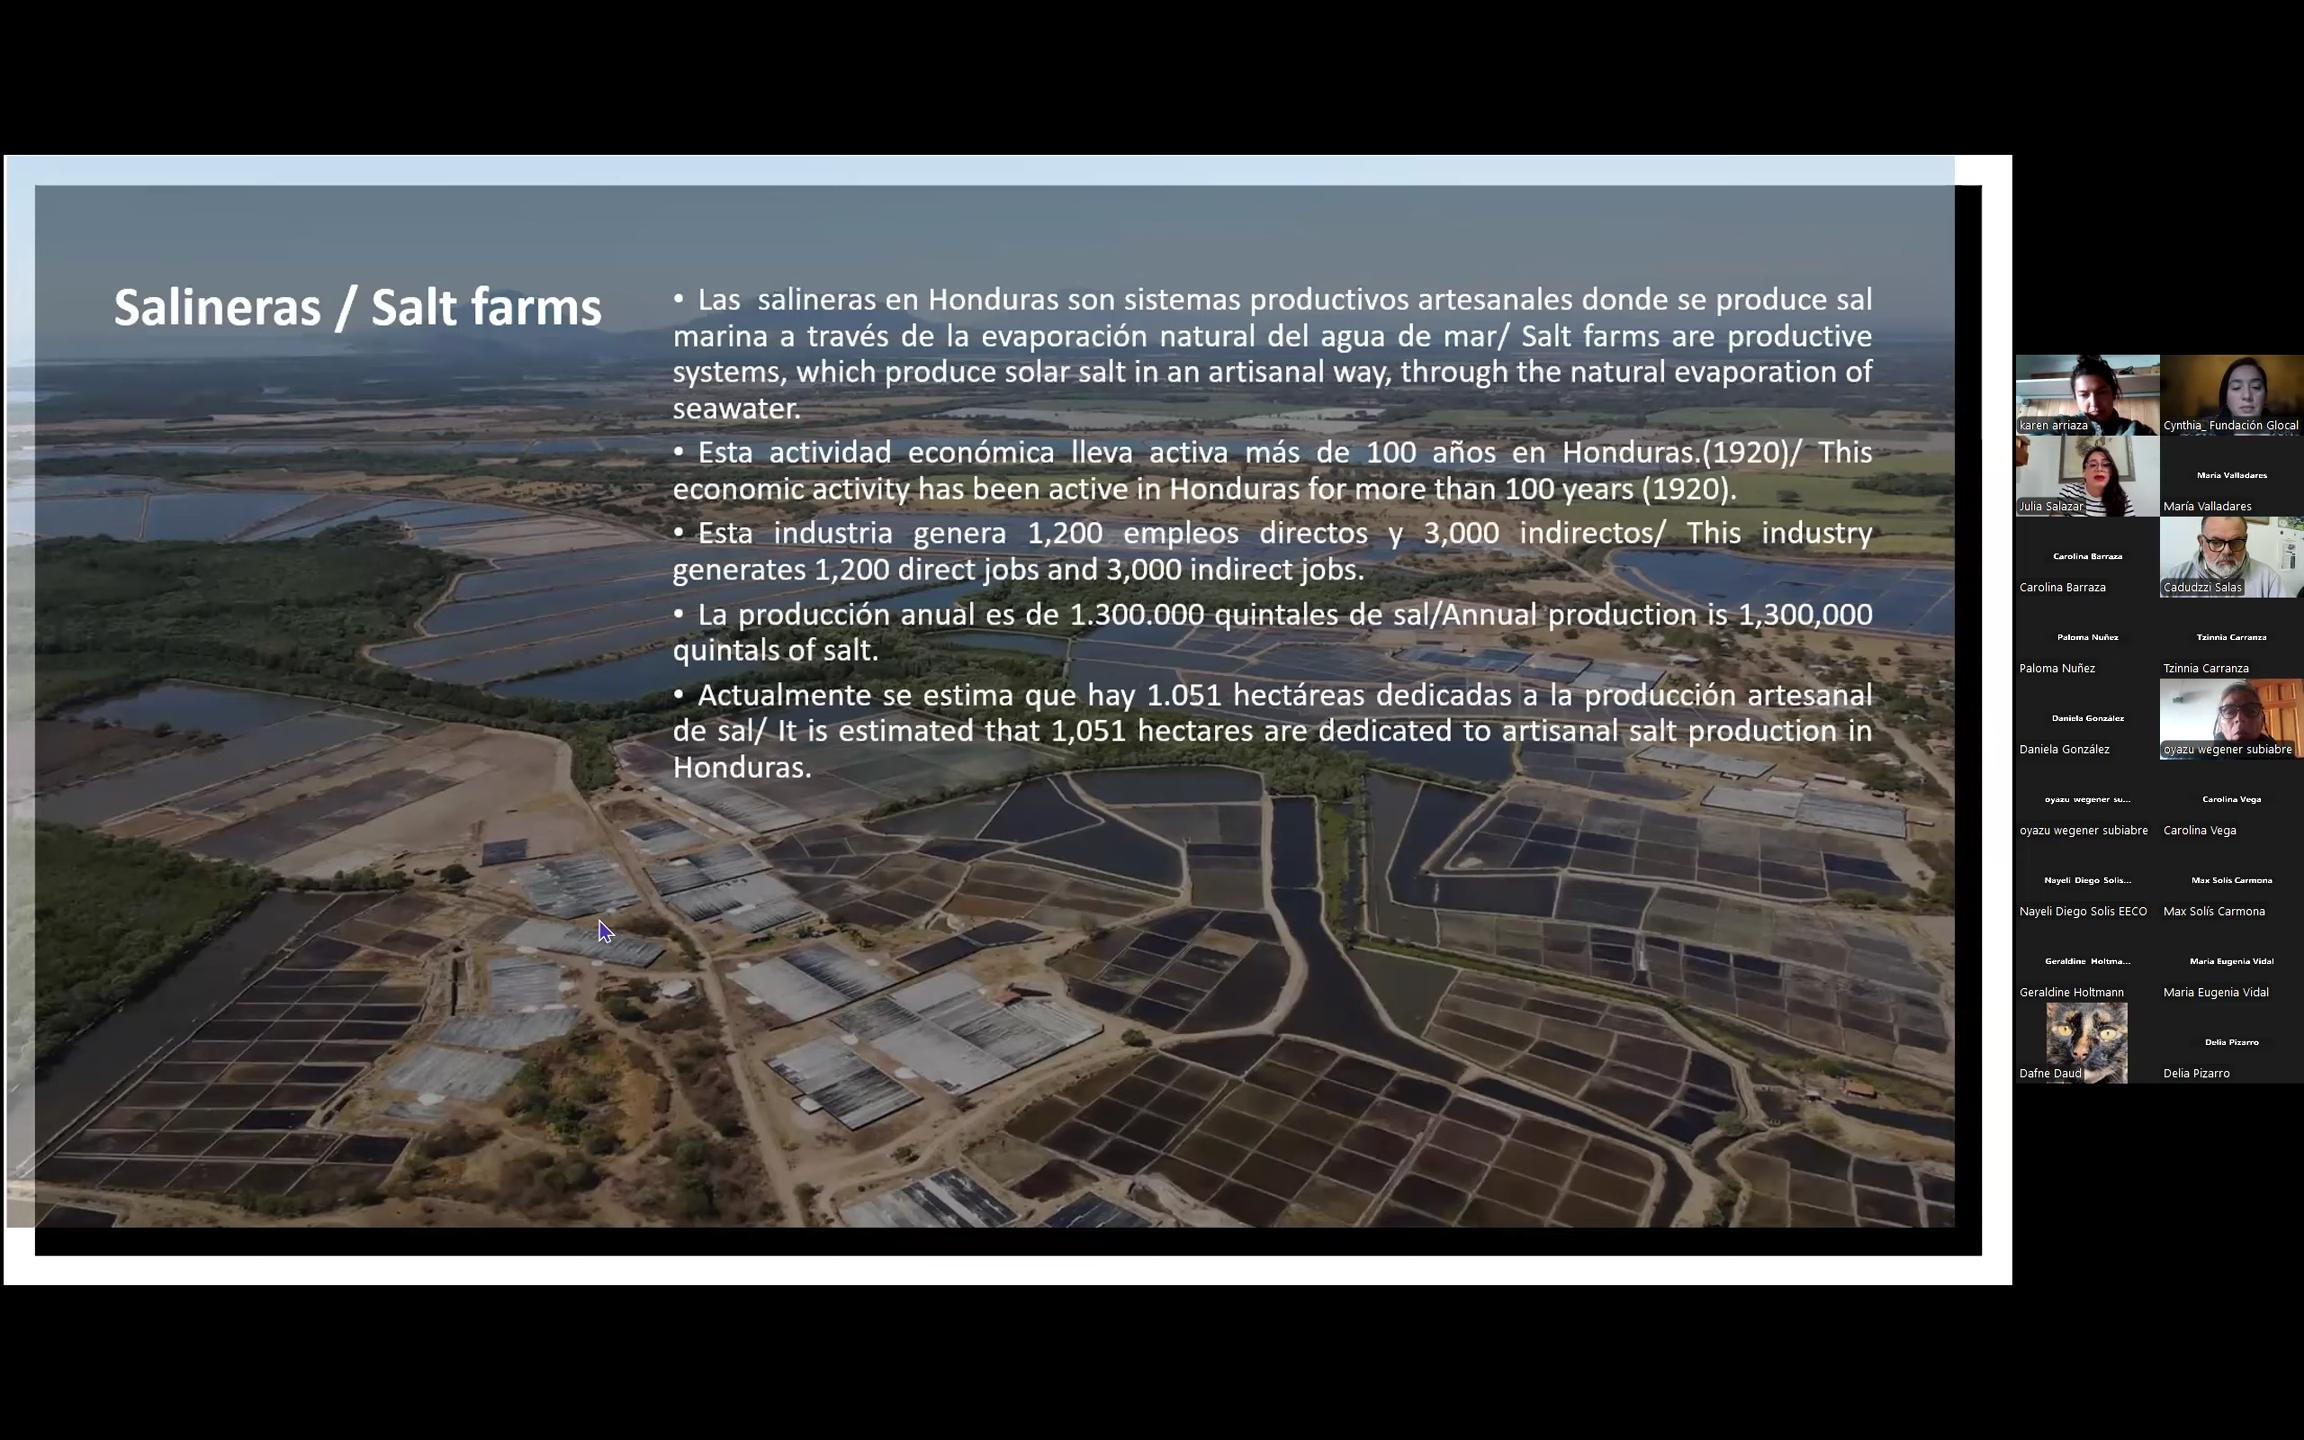 Salineras / Salt farms
• Las salineras en Honduras son sistemas productivos artesanales donde se produce sal
marina a través de la evaporación natural del agua de mar/ Salt farms are productive
systems, which produce solar salt in an artisanal way, through the natural evaporation of
seawater.
• Esta actividad económica lleva activa más de 100 años en Honduras.(1920)/ This
economic activity has been active in Honduras for more than 100 years (1920).
• Esta industria genera 1,200 empleos directos y 3,000 indirectos/ This industry
generates 1,200 direct jobs and 3,000 indirect jobs.
• La producción anual es de 1.300.000 quintales de sal/Annual production is 1,300,000
quintals of salt.
• Actualmente se estima que hay 1.051 hectáreas dedicadas a la producción artesanal
de sal/ It is estimated that 1,051 hectares are dedicated to artisanal salt production in
Honduras.
karen arriaza
Cynthia_ Fundación Glocal
Julia Salazar
María Valladares
María Valladares
Carolina Barraza
Carolina Barraza
Cadudzzi Salas
Paloma Nuñez
Paloma Nuñez
Tzinnia Carranza
Tzinnia Carranza
Daniela González
Daniela González
oyazu wegener subiabre
oyazu wegener su...
oyazu wegener subiabre
Carolina Vega
Carolina Vega
Nayeli Diego Solis...
Nayeli Diego Solis EECO
Max Solís Carmona
Max Solís Carmona
Geraldine Holtma...
Geraldine Holtmann
Maria Eugenia Vidal
Maria Eugenia Vidal
Dafne Daud
Delia Pizarro
Delia Pizarro